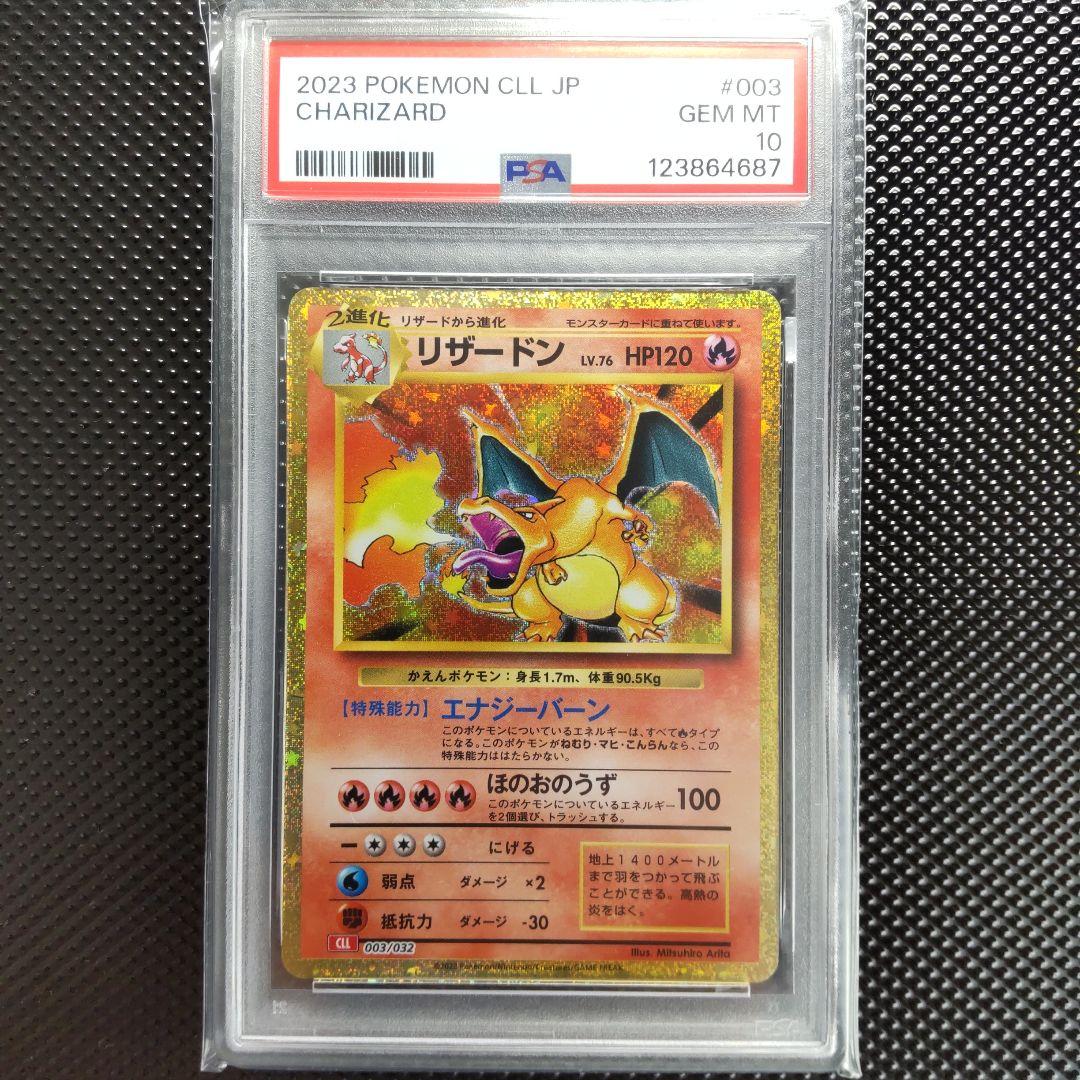 2023 POKEMON CLL JP #003
CHARIZARD GEM MT
10
PSA 123864687
2進化 リザードから進化 モンスターカードに重ねて使います。
リザードン LV.76 HP120
かえんポケモン：身長1.7m、体重90.5Kg
【特殊能力】エナジーバーン
このポケモンについているエネルギーは、すべてタイプ
になる。このポケモンがねむり・マヒ・こんらんなら、この
特殊能力ははたらかない。
ほのおのうず
このポケモンについているエネルギー 100
を2個選び、トラッシュする。
にげる
弱点 ダメージ ×2
抵抗力 ダメージ -30
地上1400メートル
まで羽をつかって飛ぶ
ことができる。高熱の
炎をはく。
CLL 003/032
Illus. Mitsuhiro Arita
©2023 Pokémon/Nintendo/Creatures/GAME FREAK